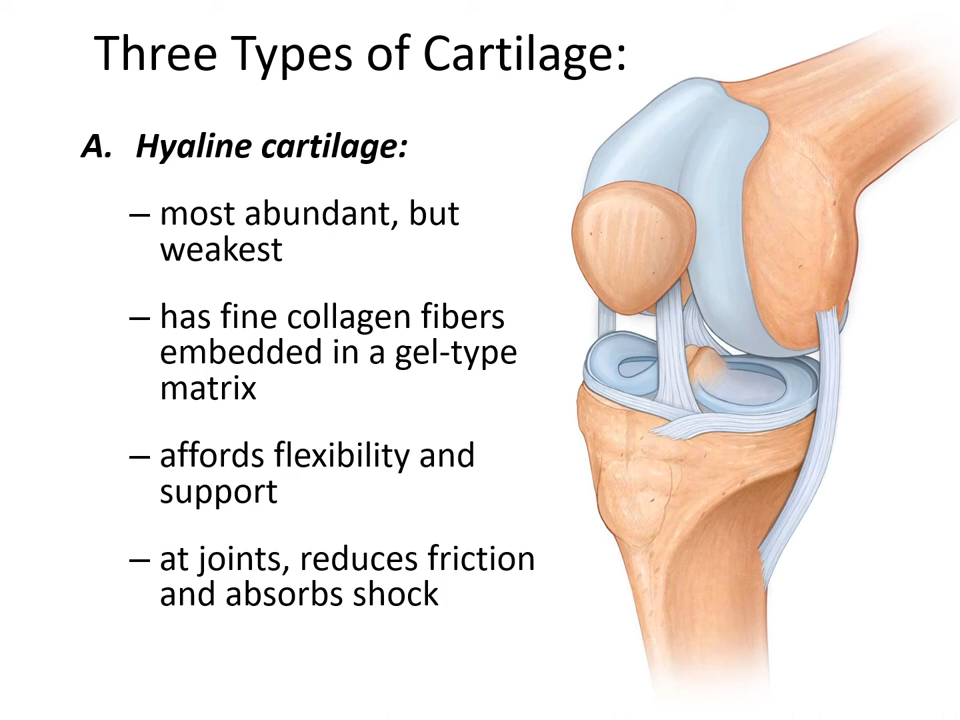 Three Types of Cartilage:
A. Hyaline cartilage:
– most abundant, but
weakest
– has fine collagen fibers
embedded in a gel-type
matrix
– affords flexibility and
support
– at joints, reduces friction
and absorbs shock